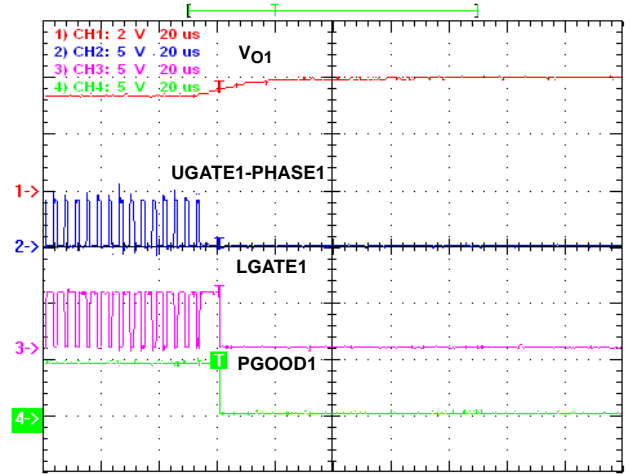 1) CH1: 2 V 20 us
2) CH2: 5 V 20 us
3) CH3: 5 V 20 us
4) CH4: 5 V 20 us
VO1
T
UGATE1-PHASE1
1->
2->
T
LGATE1
T
3->
T PGOOD1
4->